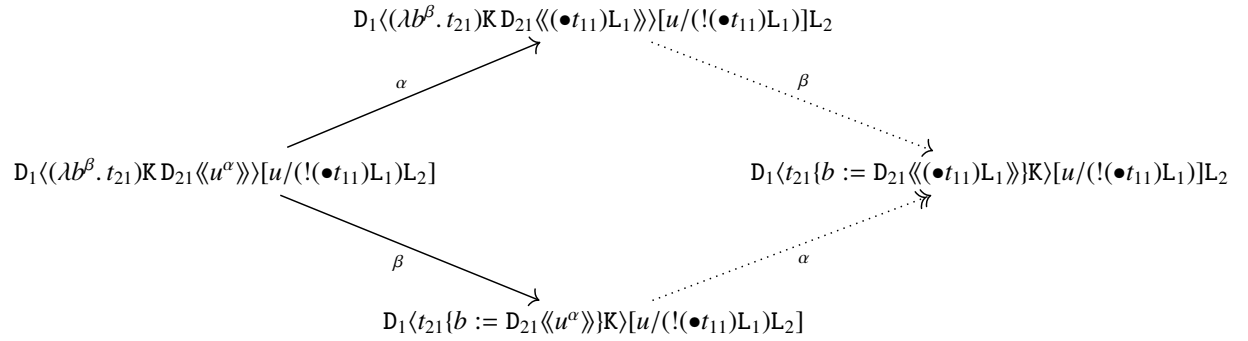 D₁⟨(λb^β. t₂₁)K D₂₁⟪(•t₁₁)L₁⟫⟩[u/(!(•t₁₁)L₁)]L₂
α
β
D₁⟨(λb^β. t₂₁)K D₂₁⟪u^α⟫⟩[u/(!(•t₁₁)L₁)L₂]
D₁⟨t₂₁{b := D₂₁⟪(•t₁₁)L₁⟫}K⟩[u/(!(•t₁₁)L₁)]L₂
β
α
D₁⟨t₂₁{b := D₂₁⟪u^α⟫}K⟩[u/(!(•t₁₁)L₁)L₂]